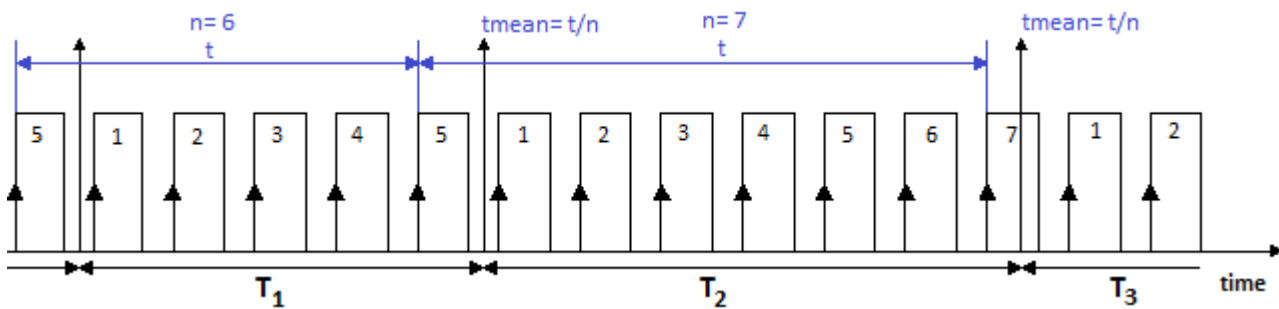 n= 6 tmean= t/n n= 7 tmean= t/n
t t
5 1 2 3 4 5 1 2 3 4 5 6 7 1 2
T1 T2 T3 time